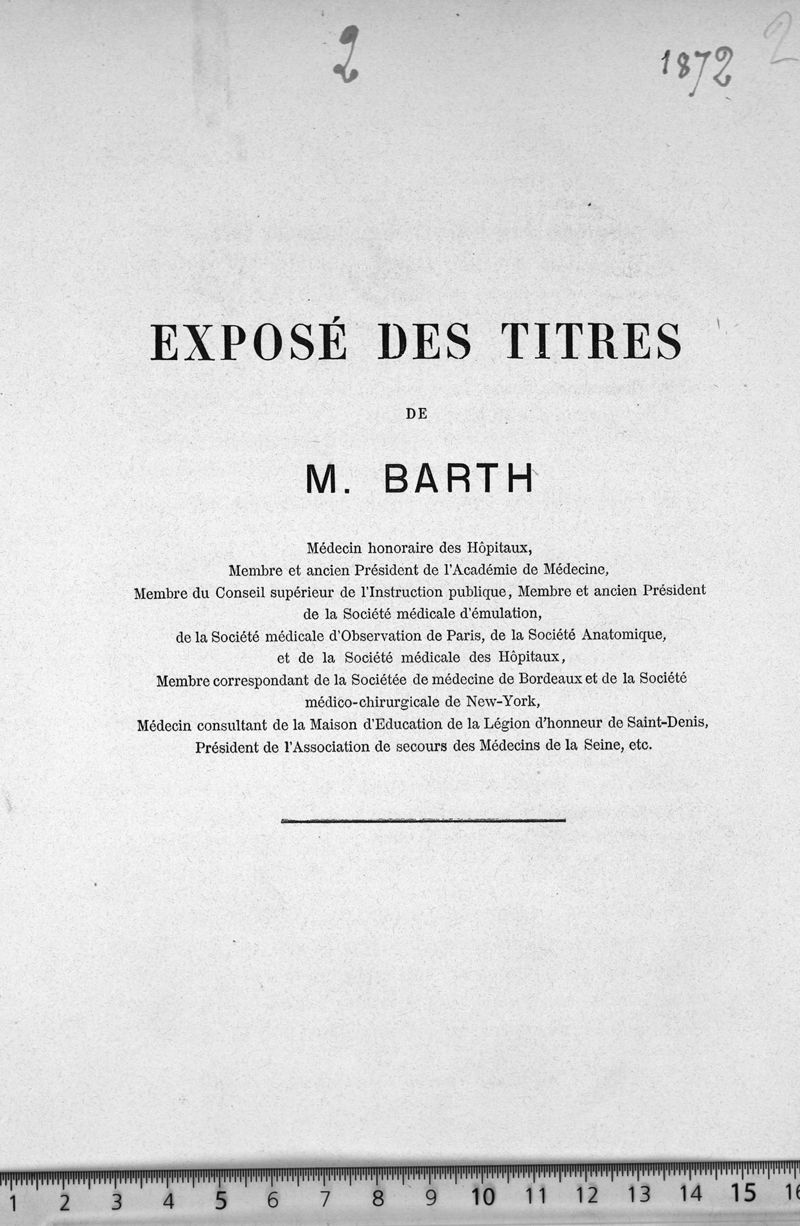 2
1872
2
EXPOSÉ DES TITRES
DE
M. BARTH
Médecin honoraire des Hôpitaux,
Membre et ancien Président de l'Académie de Médecine,
Membre du Conseil supérieur de l'Instruction publique, Membre et ancien Président
de la Société médicale d'émulation,
de la Société médicale d'Observation de Paris, de la Société Anatomique,
et de la Société médicale des Hôpitaux,
Membre correspondant de la Sociétée de médecine de Bordeaux et de la Société
médico-chirurgicale de New-York,
Médecin consultant de la Maison d'Education de la Légion d'honneur de Saint-Denis,
Président de l'Association de secours des Médecins de la Seine, etc.
1 2 3 4 5 6 7 8 9 10 11 12 13 14 15 16